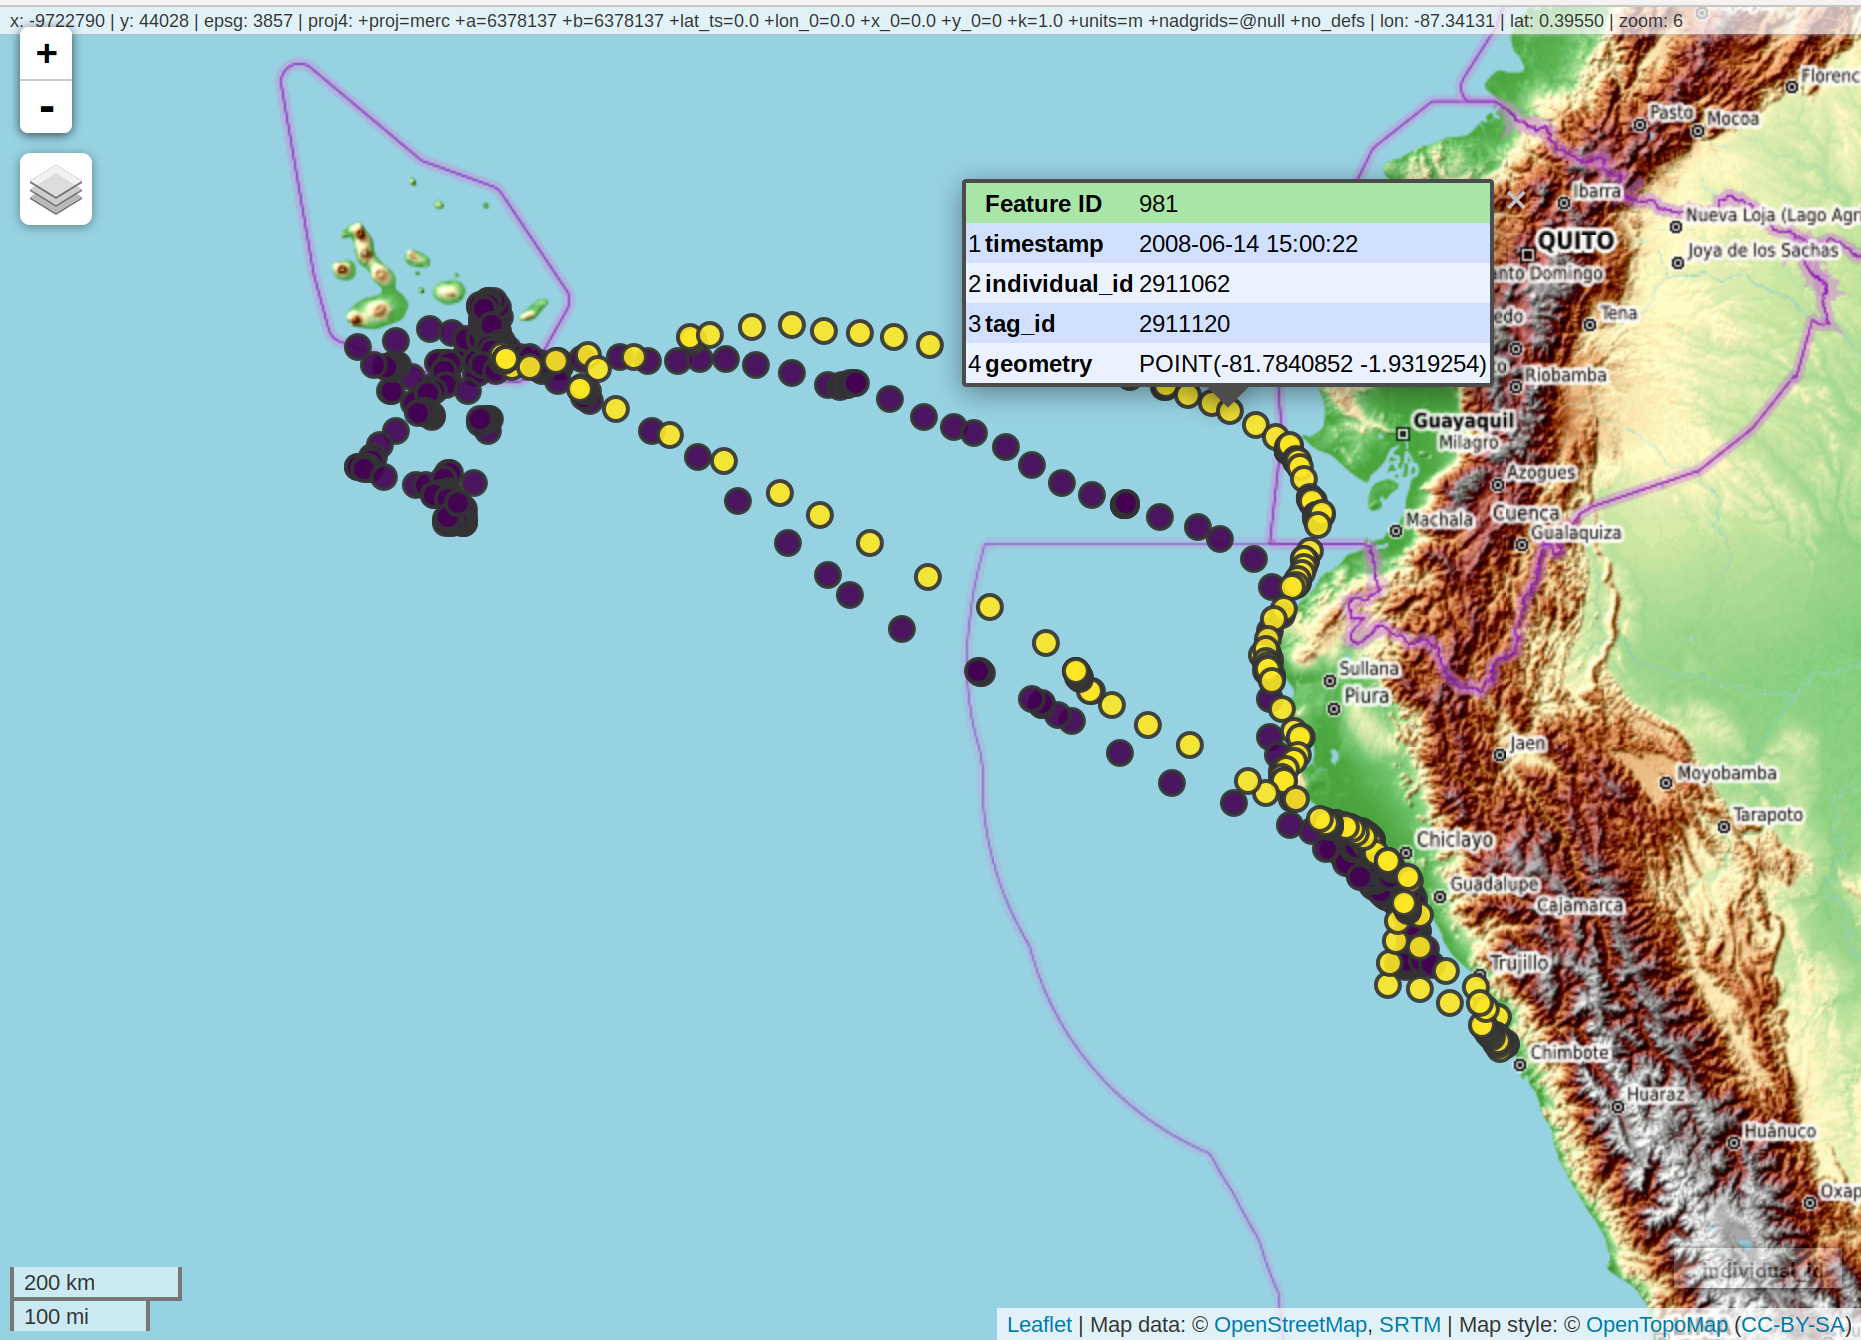 x: -9722790 | y: 44028 | epsg: 3857 | proj4: +proj=merc +a=6378137 +b=6378137 +lat_ts=0.0 +lon_0=0.0 +x_0=0.0 +y_0=0 +k=1.0 +units=m +nadgrids=@null +no_defs | lon: -87.34131 | lat: 0.39550 | zoom: 6
+
-
Florenc
Pasto
Mocoa
Ibarra
Nueva Loja (Lago Agri
QUITO
Joya de los Sachas
anto Domingo
edo
Tena
Riobamba
×
Feature ID 981
1 timestamp 2008-06-14 15:00:22
2 individual_id 2911062
3 tag_id 2911120
4 geometry POINT(-81.7840852 -1.9319254)
Guayaquil
Milagro
Azogues
Machala
Cuenca
Gualaquiza
Sullana
Piura
Jaen
Moyobamba
Tarapoto
Chiclayo
Guadalupe
Cajamarca
Trujillo
Chimbote
Huaraz
Huánuco
Oxap
individual_id
200 km
100 mi
Leaflet | Map data: © OpenStreetMap, SRTM | Map style: © OpenTopoMap (CC-BY-SA)